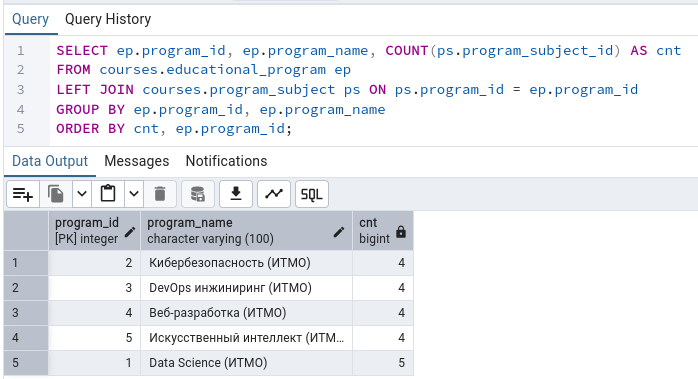 Query Query History
1 SELECT ep.program_id, ep.program_name, COUNT(ps.program_subject_id) AS cnt
2 FROM courses.educational_program ep
3 LEFT JOIN courses.program_subject ps ON ps.program_id = ep.program_id
4 GROUP BY ep.program_id, ep.program_name
5 ORDER BY cnt, ep.program_id;
Data Output Messages Notifications
SQL
program_id program_name cnt
[PK] integer character varying (100) bigint
1 2 Кибербезопасность (ИТМО) 4
2 3 DevOps инжиниринг (ИТМО) 4
3 4 Веб-разработка (ИТМО) 4
4 5 Искусственный интеллект (ИТМ… 4
5 1 Data Science (ИТМО) 5